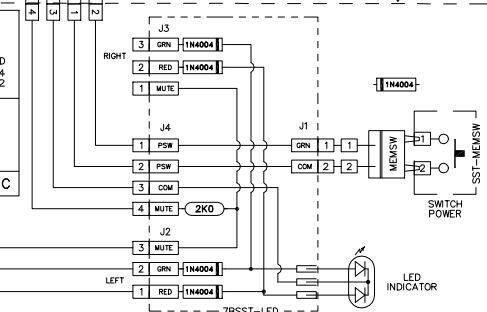 4 3 1 2
J3
3 GRN 1N4004
RIGHT
2 RED 1N4004
1 MUTE
1N4004
J4
J1
1 PSW
GRN 1 1
MEMSW
1
2 PSW
COM 2 2
2
SST-MEMSW
3 COM
4 MUTE 2K0
SWITCH
POWER
J2
3 MUTE
2 GRN 1N4004
LEFT
1 RED 1N4004
LED
INDICATOR
D
4
2
C